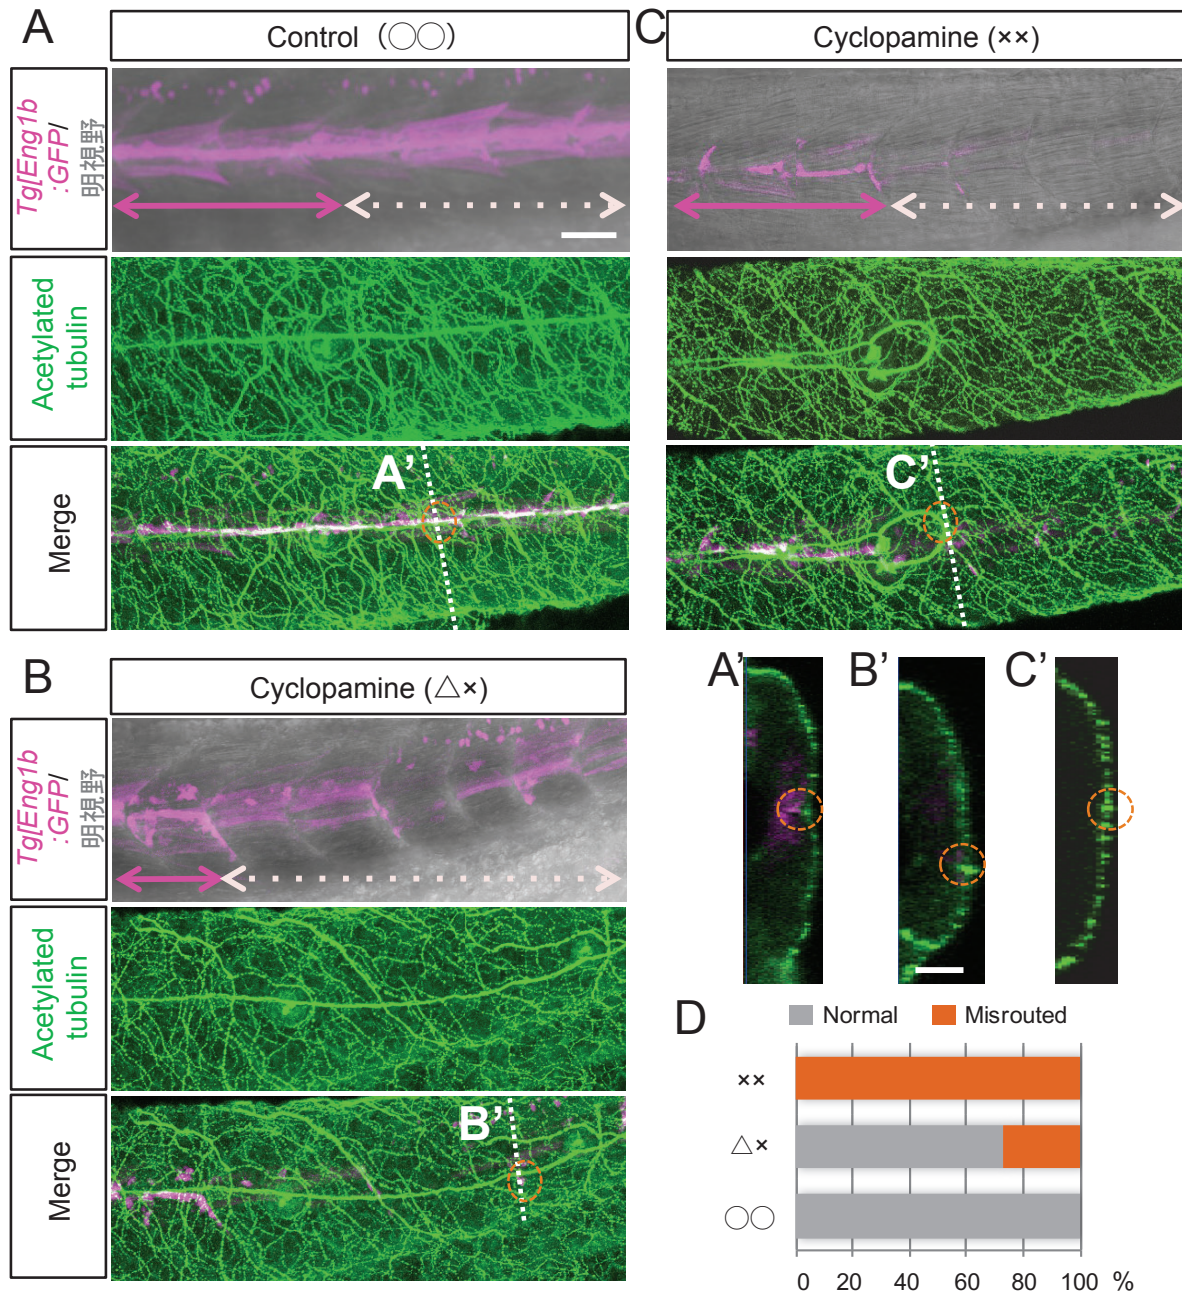 A
Control (○○)
Tg[Eng1b
:GFP/
明視野
Acetylated
tubulin
Merge
A’
C
Cyclopamine (××)
C’
B
Cyclopamine (△×)
Tg[Eng1b
:GFP/
明視野
Acetylated
tubulin
Merge
B’
A’ B’ C’
D
Normal Misrouted
××
△×
○○
0 20 40 60 80 100 %